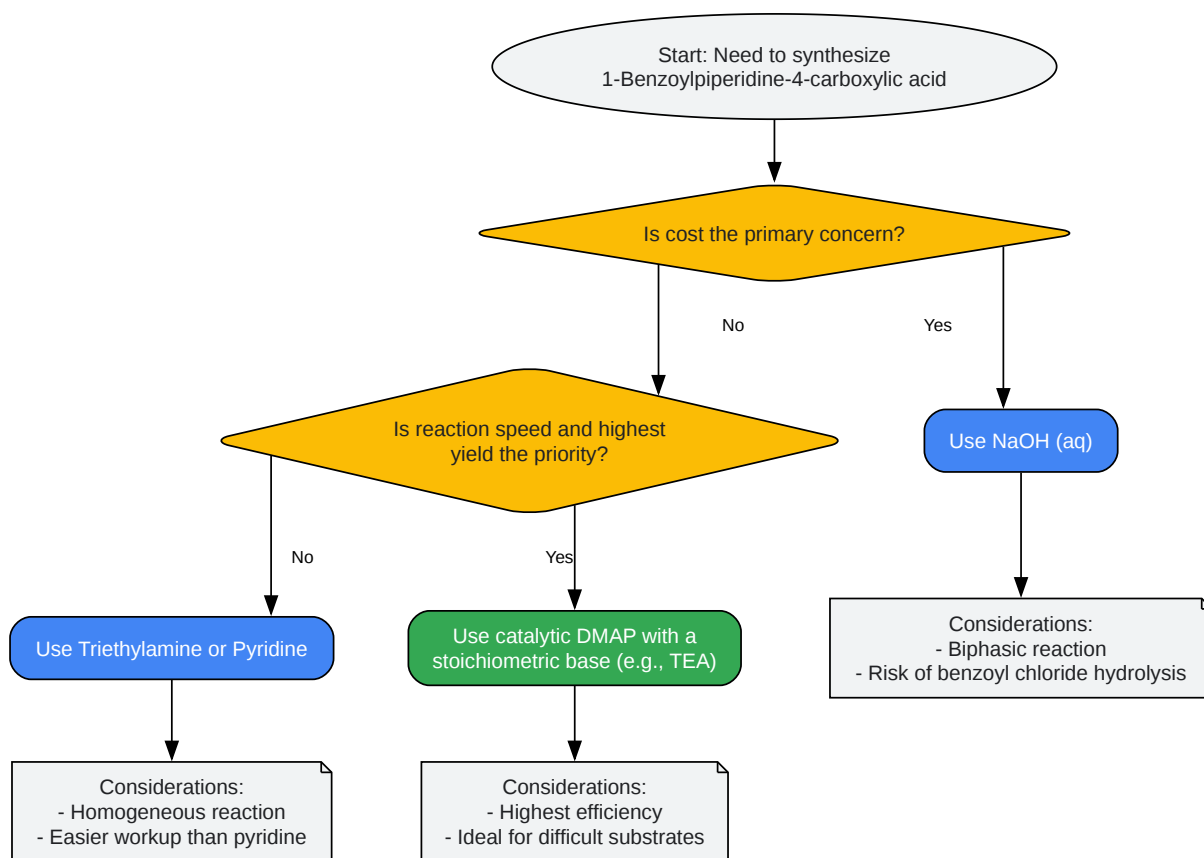 Start: Need to synthesize
1-Benzoylpiperidine-4-carboxylic acid
Is cost the primary concern?
No
Yes
Is reaction speed and highest
yield the priority?
Use NaOH (aq)
No
Yes
Considerations:
- Biphasic reaction
- Risk of benzoyl chloride hydrolysis
Use Triethylamine or Pyridine
Use catalytic DMAP with a
stoichiometric base (e.g., TEA)
Considerations:
- Homogeneous reaction
- Easier workup than pyridine
Considerations:
- Highest efficiency
- Ideal for difficult substrates